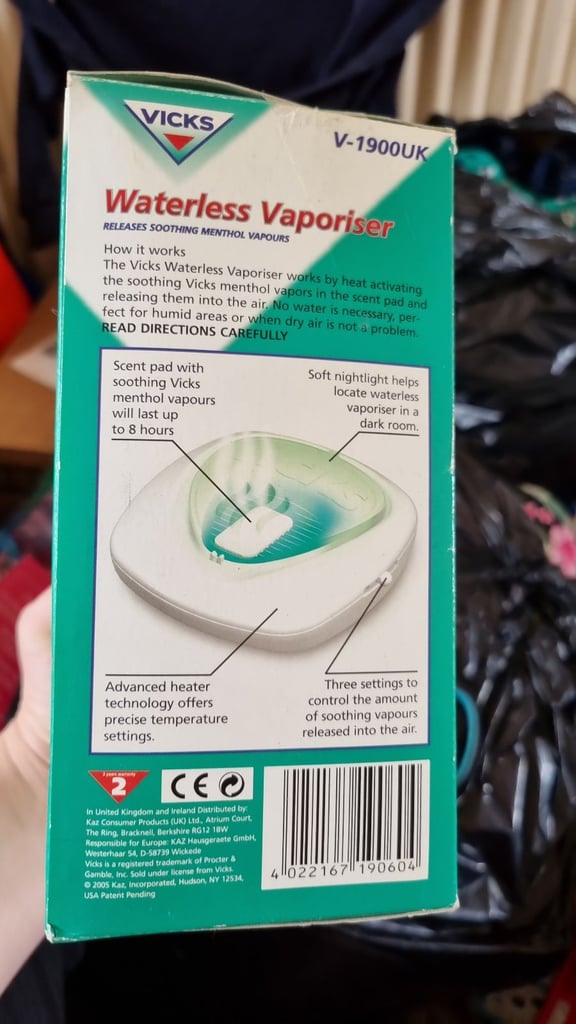 VICKS
V-1900UK
Waterless Vaporiser
RELEASES SOOTHING MENTHOL VAPOURS
How it works
The Vicks Waterless Vaporiser works by heat activating
the soothing Vicks menthol vapors in the scent pad and
releasing them into the air. No water is necessary, per-
fect for humid areas or when dry air is not a problem.
READ DIRECTIONS CAREFULLY
Scent pad with
soothing Vicks
menthol vapours
will last up
to 8 hours
Soft nightlight helps
locate waterless
vaporiser in a
dark room.
Advanced heater
technology offers
precise temperature
settings.
Three settings to
control the amount
of soothing vapours
released into the air.
2 years warranty
2
CE
In United Kingdom and Ireland Distributed by:
Kaz Consumer Products (UK) Ltd., Atrium Court,
The Ring, Bracknell, Berkshire RG12 1BW
Responsible for Europe: KAZ Hausgeraete GmbH,
Westerhaar 54, D-58739 Wickede
Vicks is a registered trademark of Procter &
Gamble, Inc. Sold under license from Vicks.
© 2005 Kaz, Incorporated, Hudson, NY 12534,
USA Patent Pending
4 022167 190604